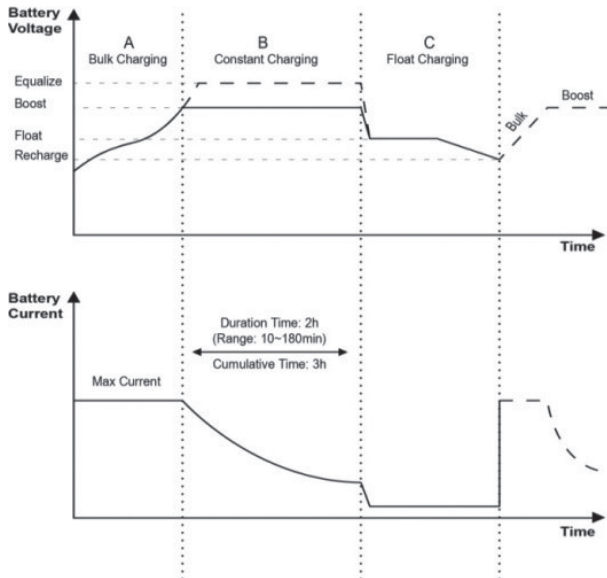 Battery
Voltage
A
Bulk Charging
B
Constant Charging
C
Float Charging
Equalize
Boost
Float
Recharge
Bulk
Boost
Time
Battery
Current
Duration Time: 2h
(Range: 10~180min)
Cumulative Time: 3h
Max Current
Time